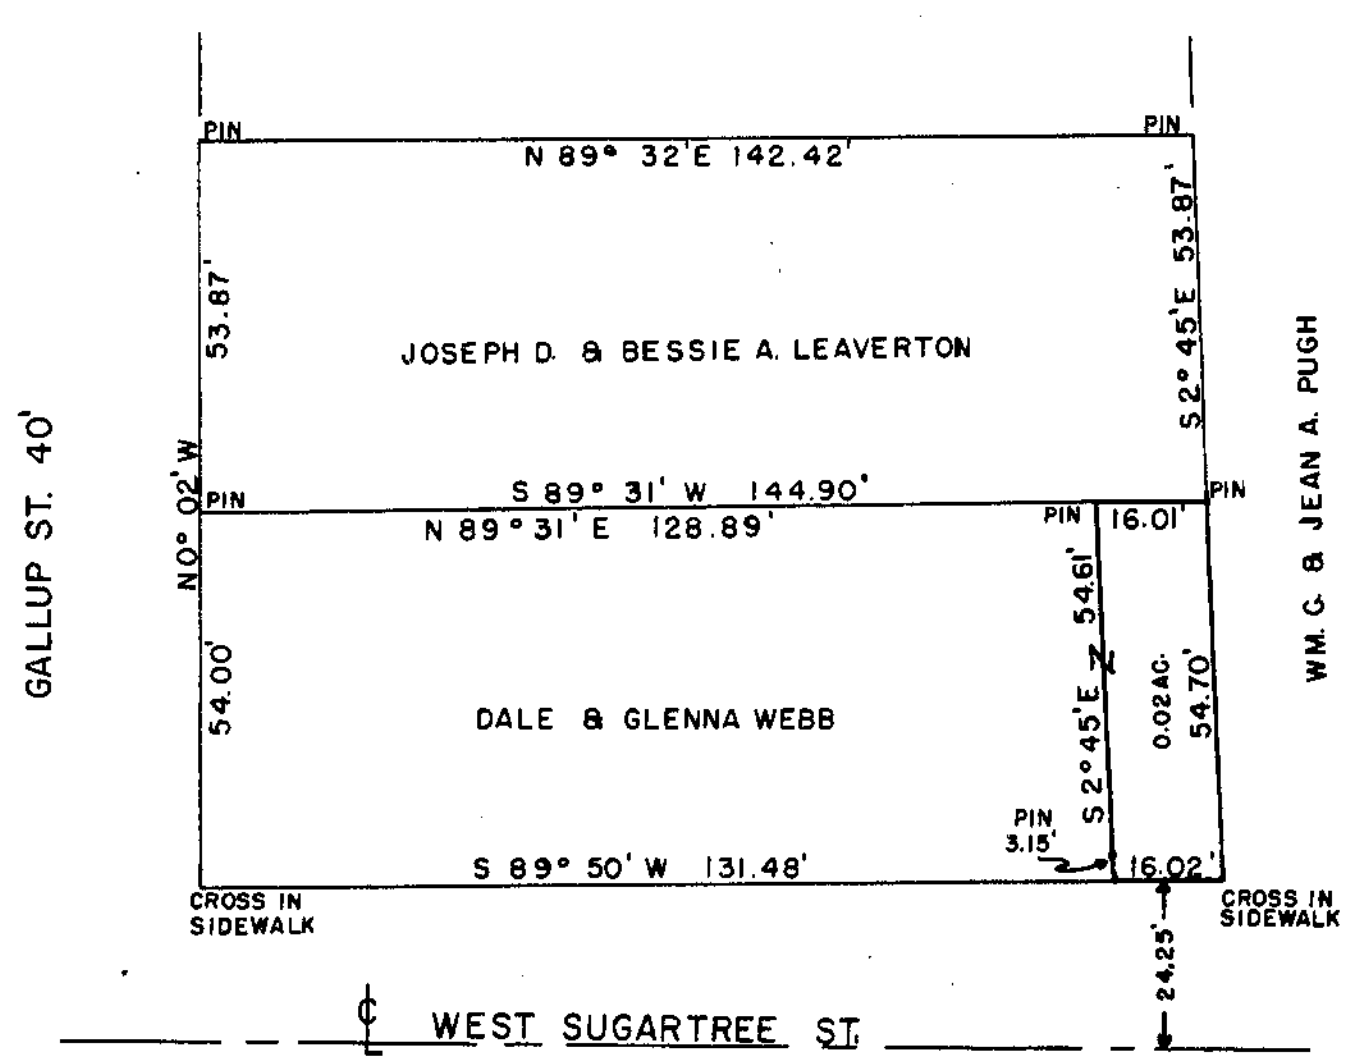 PIN
PIN
N 89° 32' E 142.42'
S 2° 45' E 53.87'
53.87'
JOSEPH D. & BESSIE A. LEAVERTON
GALLUP ST. 40'
WM. G. & JEAN A. PUGH
N 0° 02' W
S 89° 31' W 144.90'
PIN
PIN
N 89° 31' E 128.89'
PIN
16.01'
S 2° 45' E 54.61'
54.00'
0.02 AC.
54.70'
DALE & GLENNA WEBB
PIN
3.15'
S 89° 50' W 131.48'
16.02'
CROSS IN
SIDEWALK
CROSS IN
SIDEWALK
24.25'
℄ WEST SUGARTREE ST.